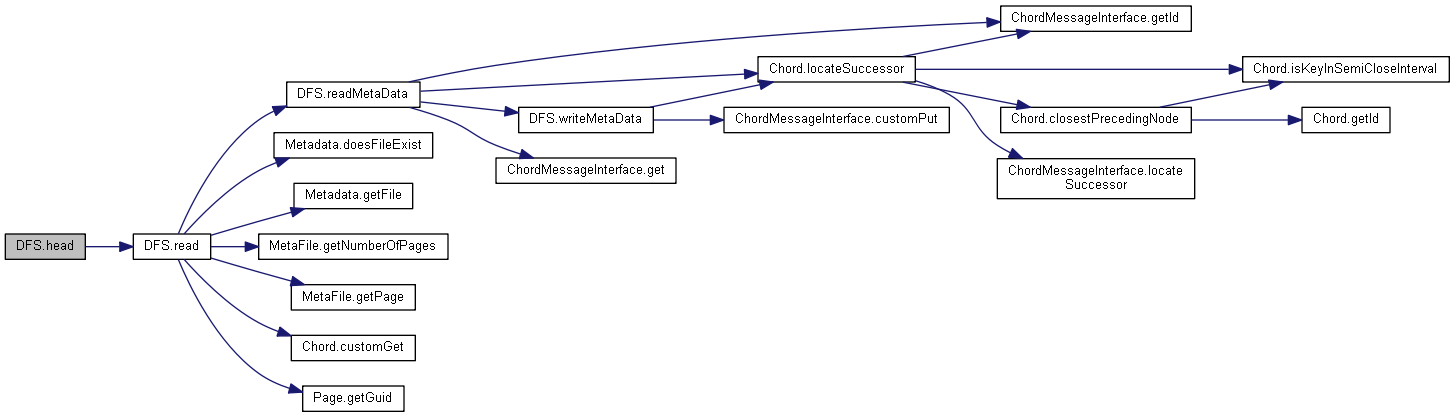 ChordMessageInterface.getId
Chord.locateSuccessor
Chord.isKeyInSemiCloseInterval
DFS.readMetaData
DFS.writeMetaData
ChordMessageInterface.customPut
Chord.closestPrecedingNode
Chord.getId
Metadata.doesFileExist
ChordMessageInterface.get
ChordMessageInterface.locate
Successor
Metadata.getFile
DFS.head
DFS.read
MetaFile.getNumberOfPages
MetaFile.getPage
Chord.customGet
Page.getGuid